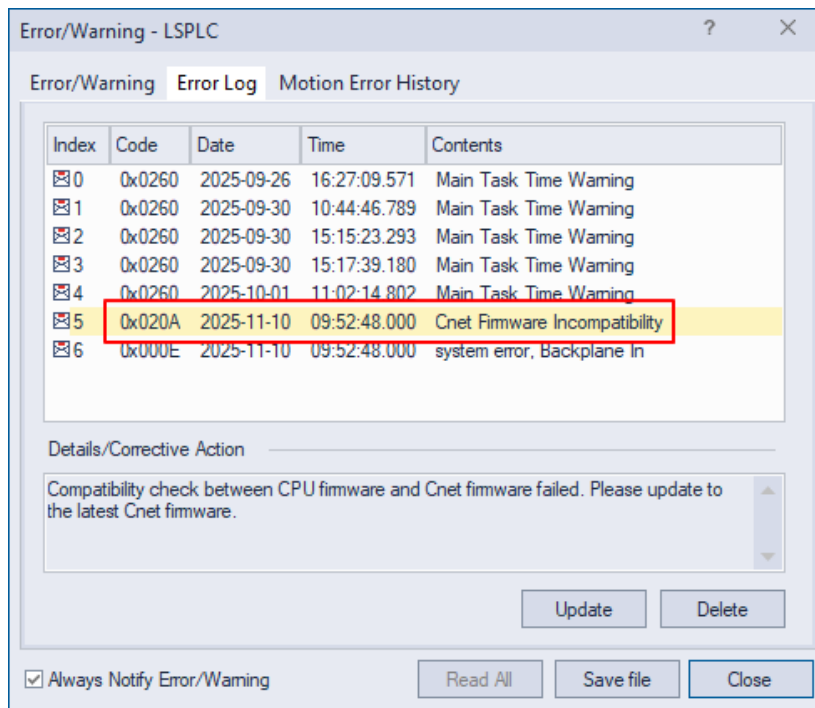 Error/Warning - LSPLC
Error/Warning Error Log Motion Error History
Index Code Date Time Contents
0 0x0260 2025-09-26 16:27:09.571 Main Task Time Warning
1 0x0260 2025-09-30 10:44:46.789 Main Task Time Warning
2 0x0260 2025-09-30 15:15:23.293 Main Task Time Warning
3 0x0260 2025-09-30 15:17:39.180 Main Task Time Warning
4 0x0260 2025-10-01 11:02:14.802 Main Task Time Warning
5 0x020A 2025-11-10 09:52:48.000 Cnet Firmware Incompatibility
6 0x000E 2025-11-10 09:52:48.000 system error, Backplane In
Details/Corrective Action
Compatibility check between CPU firmware and Cnet firmware failed. Please update to
the latest Cnet firmware.
Update Delete
Always Notify Error/Warning Read All Save file Close